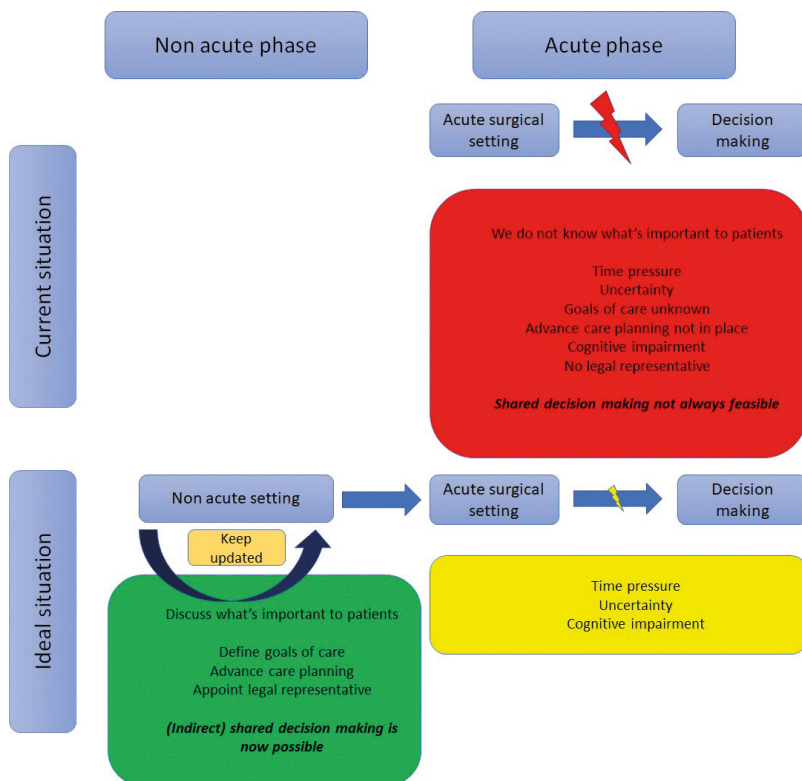 Non acute phase
Acute phase
Current situation
Acute surgical
setting
Decision
making
We do not know what's important to patients
Time pressure
Uncertainty
Goals of care unknown
Advance care planning not in place
Cognitive impairment
No legal representative
Shared decision making not always feasible
Ideal situation
Non acute setting
Keep
updated
Acute surgical
setting
Decision
making
Discuss what's important to patients
Define goals of care
Advance care planning
Appoint legal representative
(Indirect) shared decision making is
now possible
Time pressure
Uncertainty
Cognitive impairment